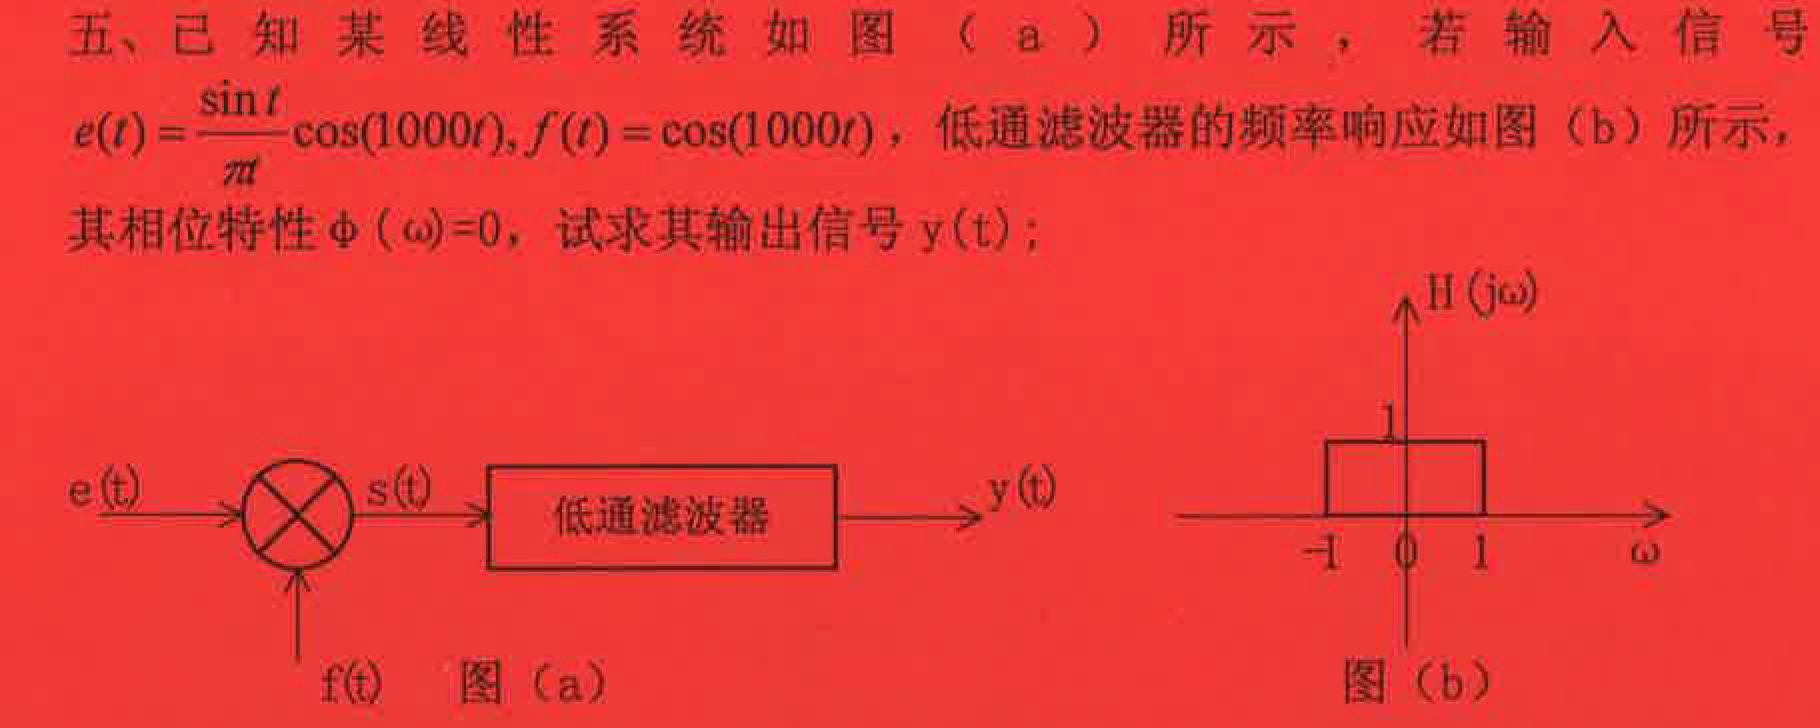 五、已知某线性系统如图（a）所示，若输入信号
e(t)=\frac{\sin t}{\pi t}\cos(1000t), f(t)=\cos(1000t)，低通滤波器的频率响应如图（b）所示，
其相位特性φ(ω)=0，试求其输出信号y(t);
H(jω)
1
e(t)
s(t)
低通滤波器
y(t)
-1 0 1 ω
f(t) 图（a）
图（b）